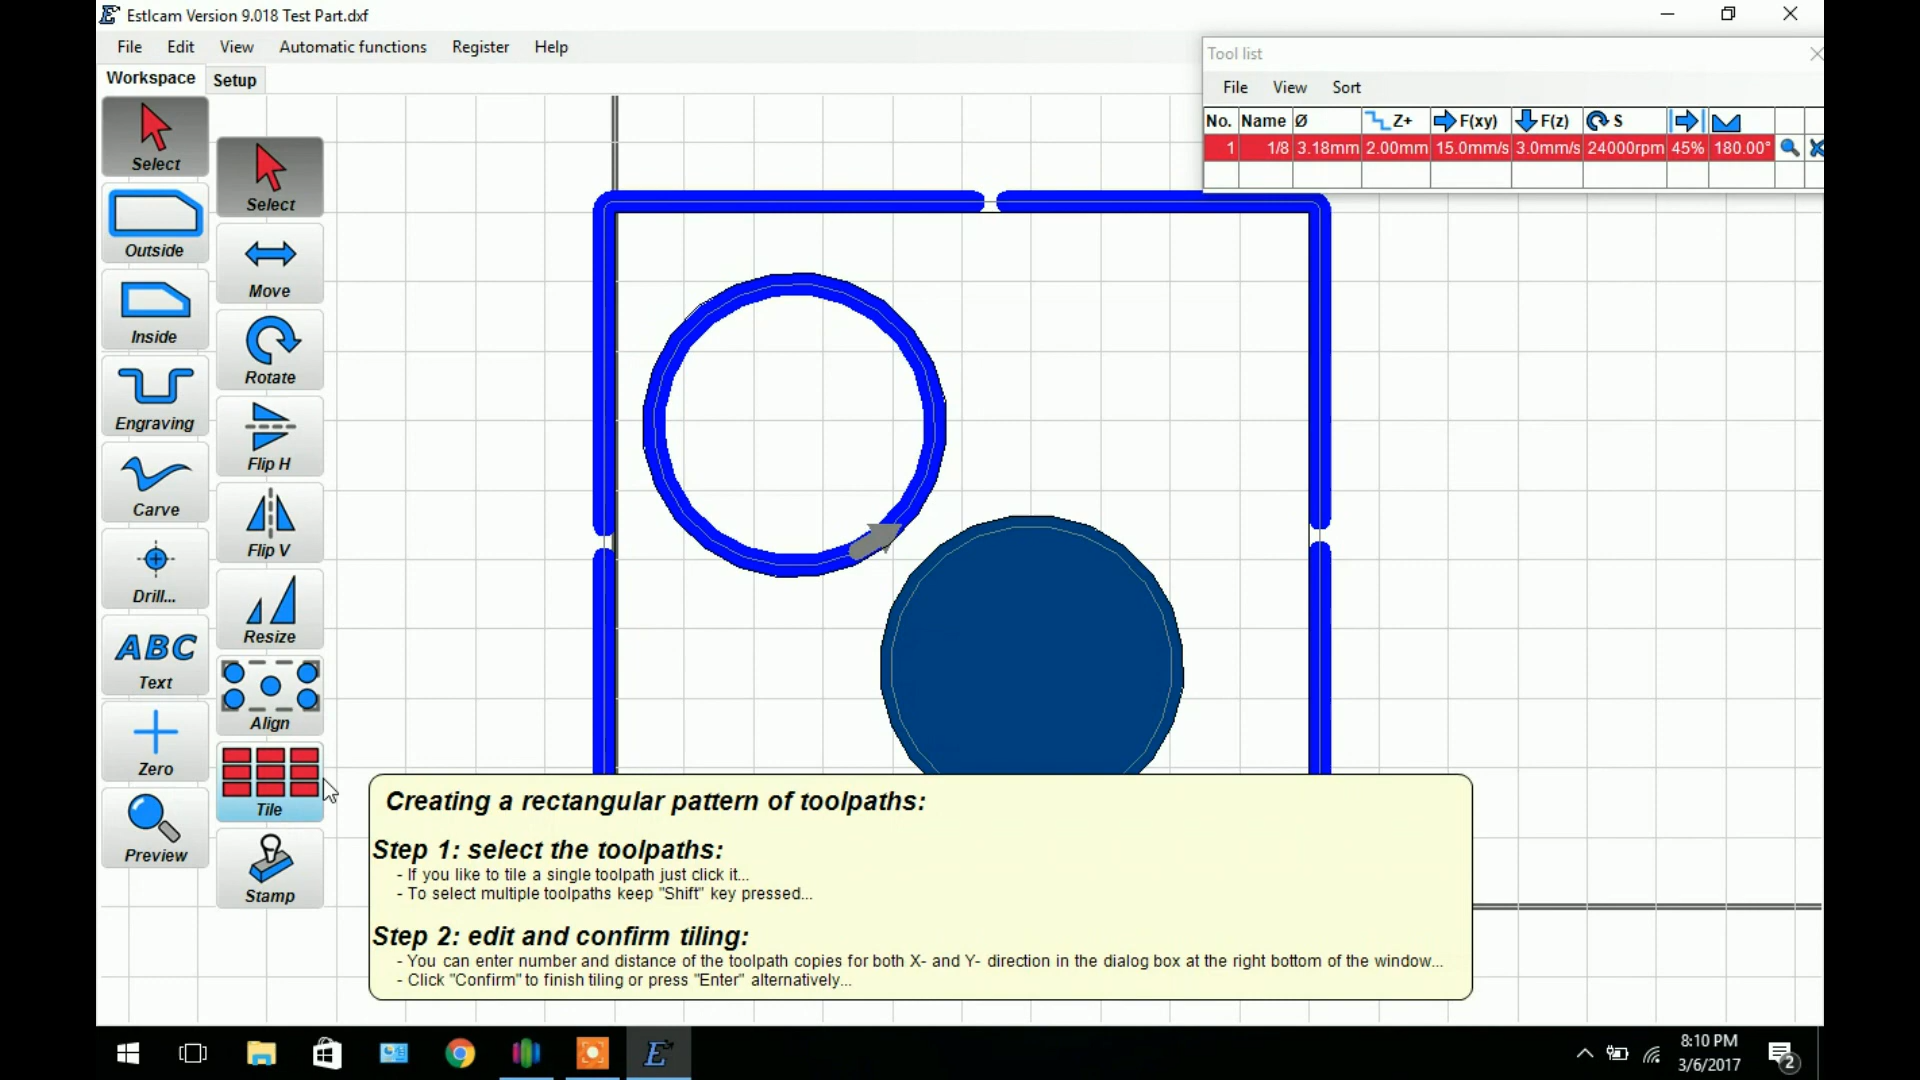 Estlcam Version 9.018 Test Part.dxf
File Edit View Automatic functions Register Help
Workspace Setup
Select
Outside
Inside
Engraving
Carve
Drill...
ABC
Text
Zero
Preview
Select
Move
Rotate
Flip H
Flip V
Resize
Align
Tile
Stamp
Tool list
File View Sort
No. Name Ø Z+ F(xy) F(z) S
1 1/8 3.18mm 2.00mm 15.0mm/s 3.0mm/s 24000rpm 45% 180.00°
Creating a rectangular pattern of toolpaths:
Step 1: select the toolpaths:
- If you like to tile a single toolpath just click it...
- To select multiple toolpaths keep "Shift" key pressed...
Step 2: edit and confirm tiling:
- You can enter number and distance of the toolpath copies for both X- and Y- direction in the dialog box at the right bottom of the window...
- Click "Confirm" to finish tiling or press "Enter" alternatively...
8:10 PM
3/6/2017
2